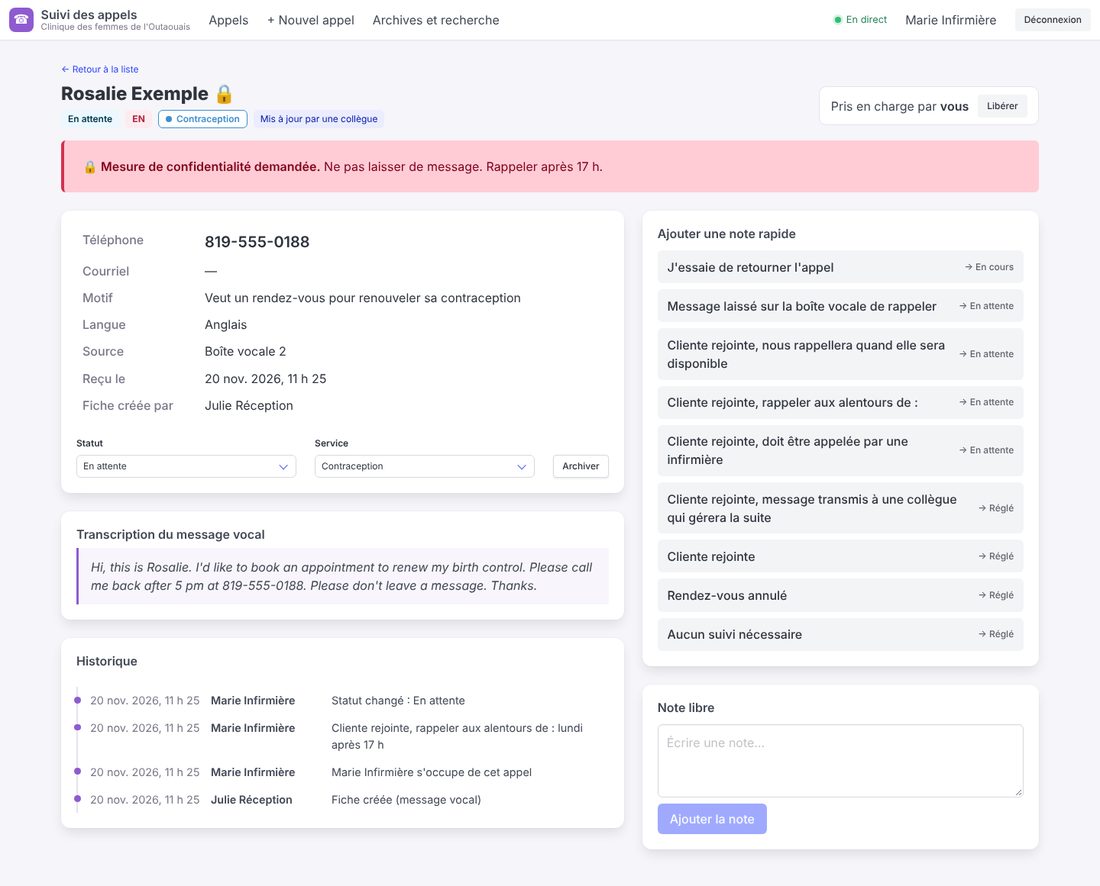 Suivi des appels
Clinique des femmes de l'Outaouais
Appels
+ Nouvel appel
Archives et recherche
En direct
Marie Infirmière
Déconnexion
← Retour à la liste
Rosalie Exemple 🔒
En attente
EN
Contraception
Mis à jour par une collègue
Pris en charge par vous
Libérer
🔒 Mesure de confidentialité demandée. Ne pas laisser de message. Rappeler après 17 h.
Téléphone 819-555-0188
Courriel —
Motif Veut un rendez-vous pour renouveler sa contraception
Langue Anglais
Source Boîte vocale 2
Reçu le 20 nov. 2026, 11 h 25
Fiche créée par Julie Réception
Statut
En attente
Service
Contraception
Archiver
Transcription du message vocal
Hi, this is Rosalie. I'd like to book an appointment to renew my birth control. Please call
me back after 5 pm at 819-555-0188. Please don't leave a message. Thanks.
Historique
20 nov. 2026, 11 h 25 Marie Infirmière Statut changé : En attente
20 nov. 2026, 11 h 25 Marie Infirmière Cliente rejointe, rappeler aux alentours de : lundi
après 17 h
20 nov. 2026, 11 h 25 Marie Infirmière Marie Infirmière s'occupe de cet appel
20 nov. 2026, 11 h 25 Julie Réception Fiche créée (message vocal)
Ajouter une note rapide
J'essaie de retourner l'appel → En cours
Message laissé sur la boîte vocale de rappeler → En attente
Cliente rejointe, nous rappellera quand elle sera
disponible → En attente
Cliente rejointe, rappeler aux alentours de : → En attente
Cliente rejointe, doit être appelée par une
infirmière → En attente
Cliente rejointe, message transmis à une collègue
qui gérera la suite → Réglé
Cliente rejointe → Réglé
Rendez-vous annulé → Réglé
Aucun suivi nécessaire → Réglé
Note libre
Écrire une note...
Ajouter la note